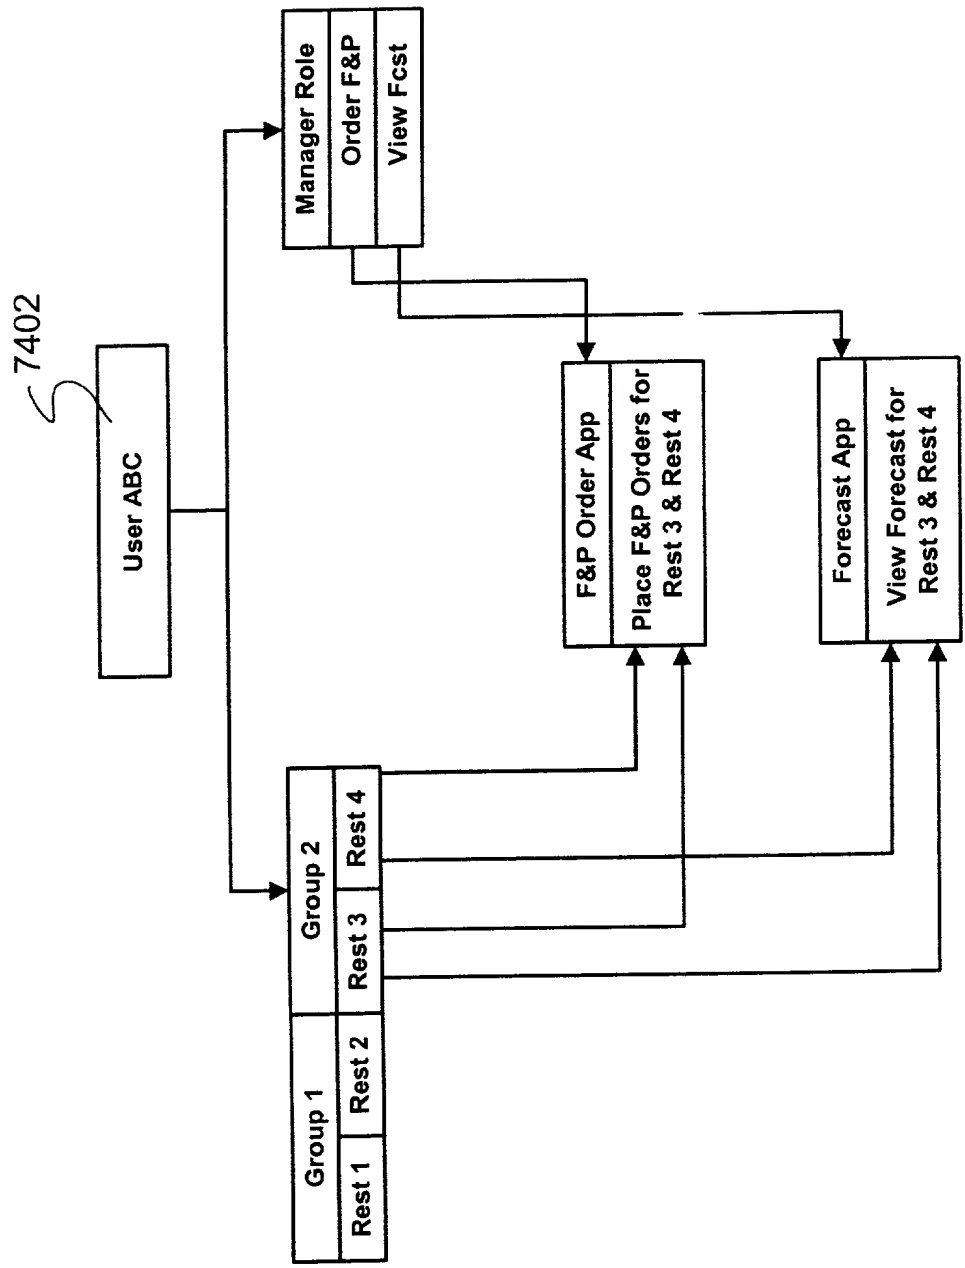 7402
User ABC
Group 1
Group 2
Rest 1
Rest 2
Rest 3
Rest 4
Manager Role
Order F&P
View Fcst
F&P Order App
Place F&P Orders for
Rest 3 & Rest 4
Forecast App
View Forecast for
Rest 3 & Rest 4